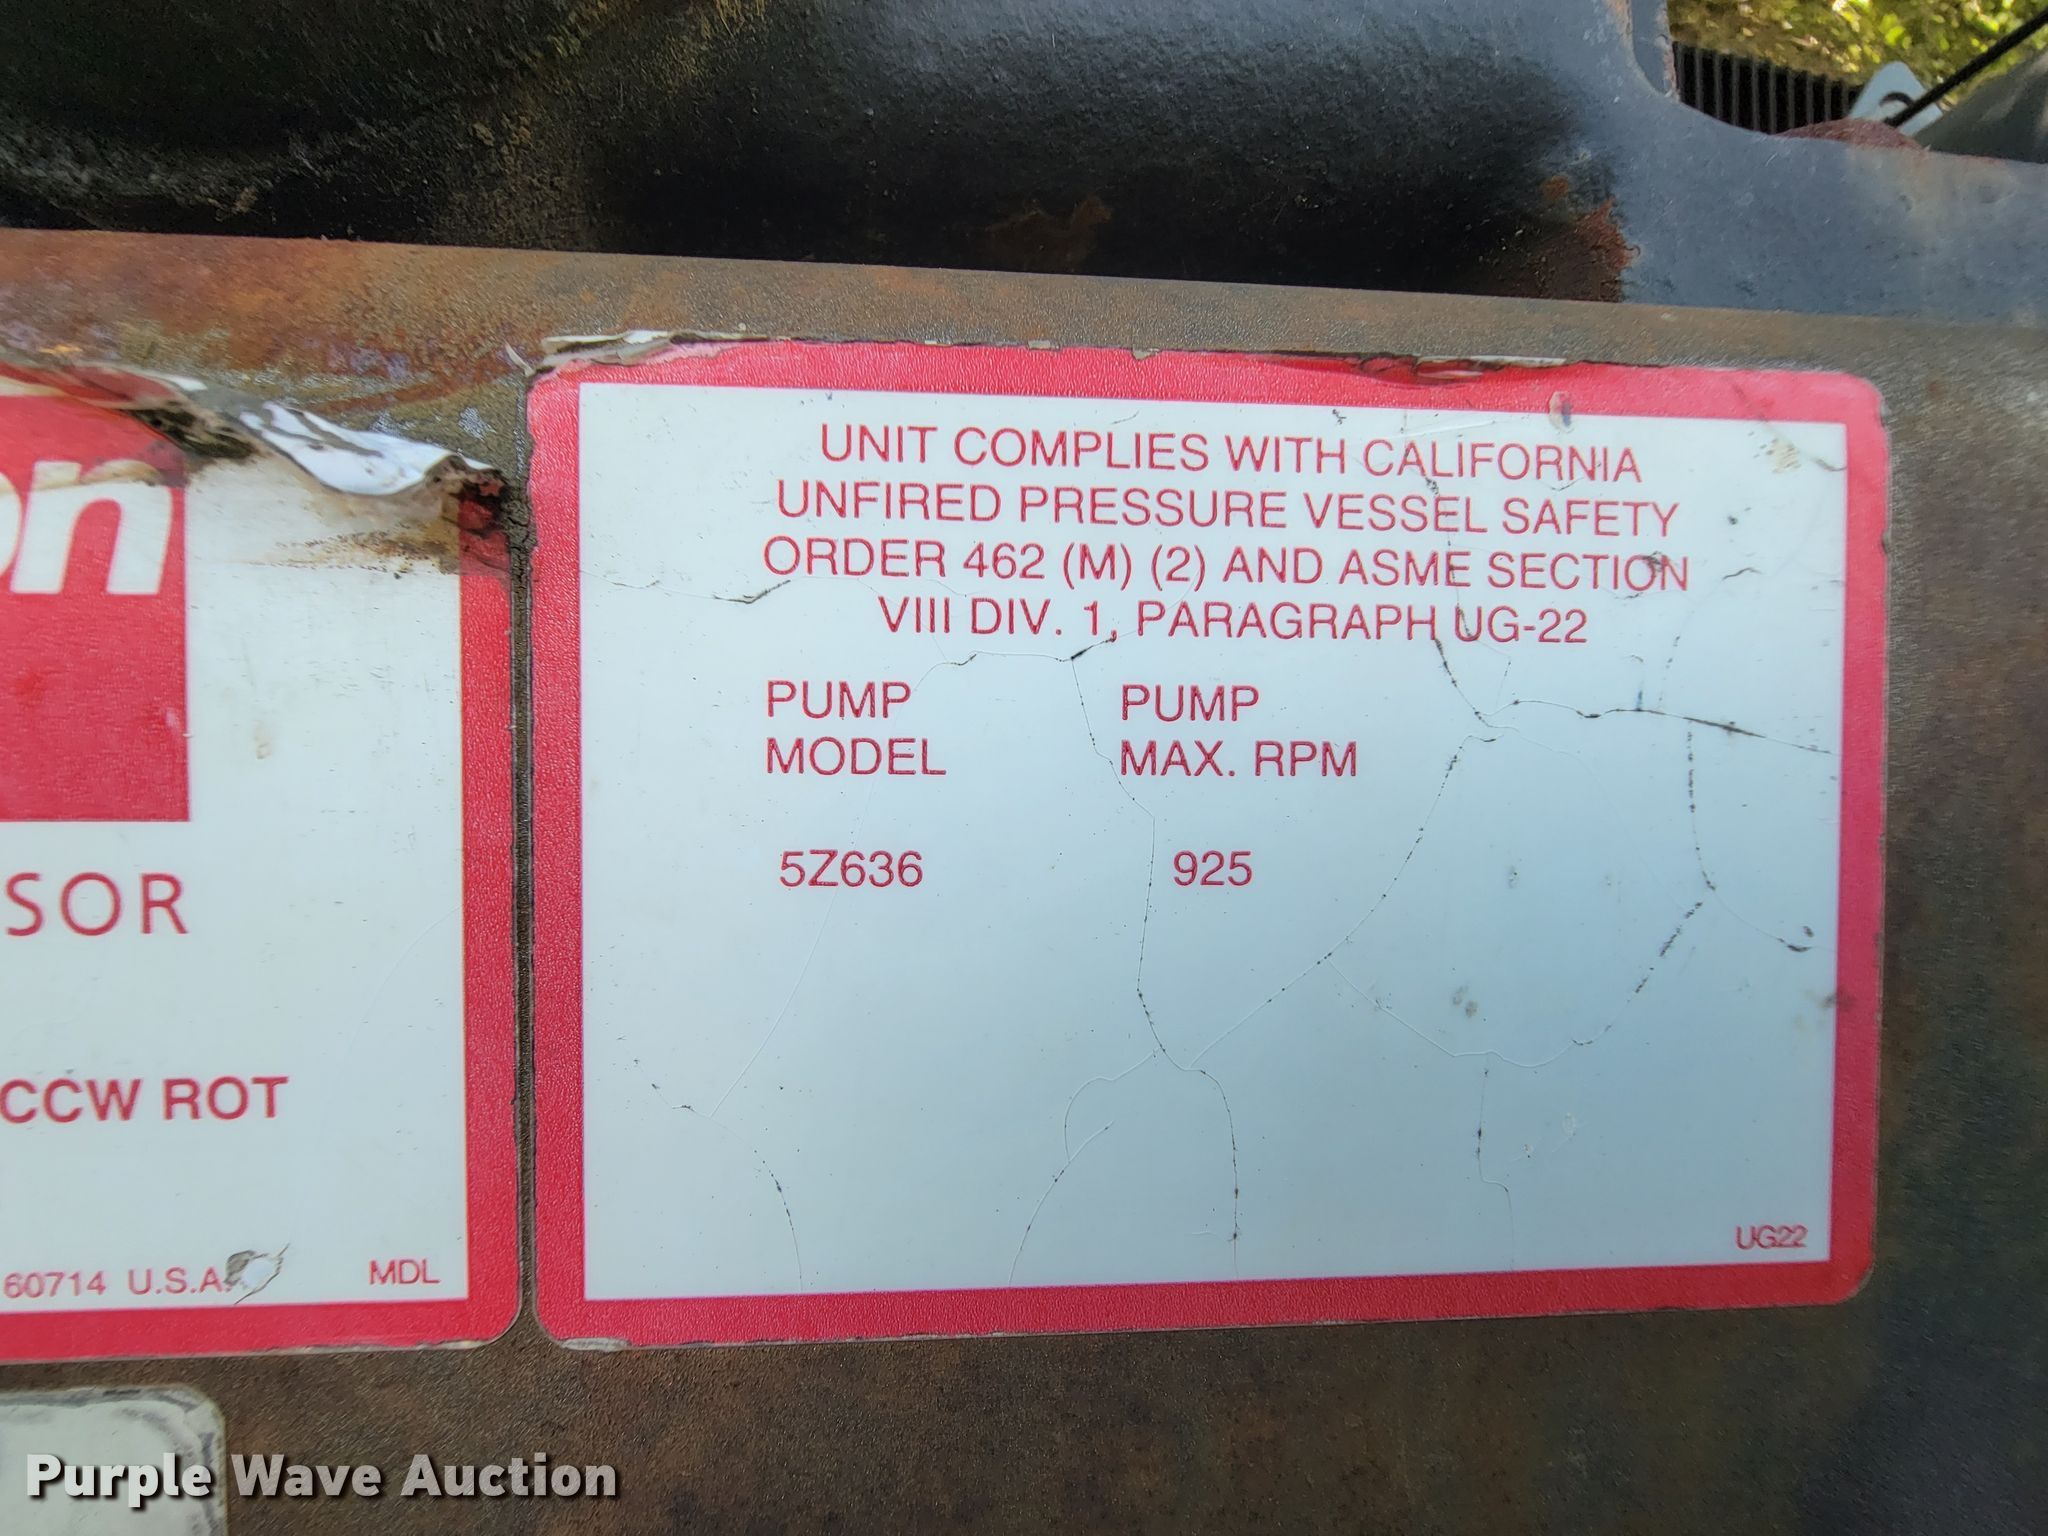 on
SOR
CCW ROT
60714 U.S.A.
MDL
UNIT COMPLIES WITH CALIFORNIA
UNFIRED PRESSURE VESSEL SAFETY
ORDER 462 (M) (2) AND ASME SECTION
VIII DIV. 1, PARAGRAPH UG-22
PUMP MODEL
PUMP MAX. RPM
5Z636
925
UG22
Purple Wave Auction